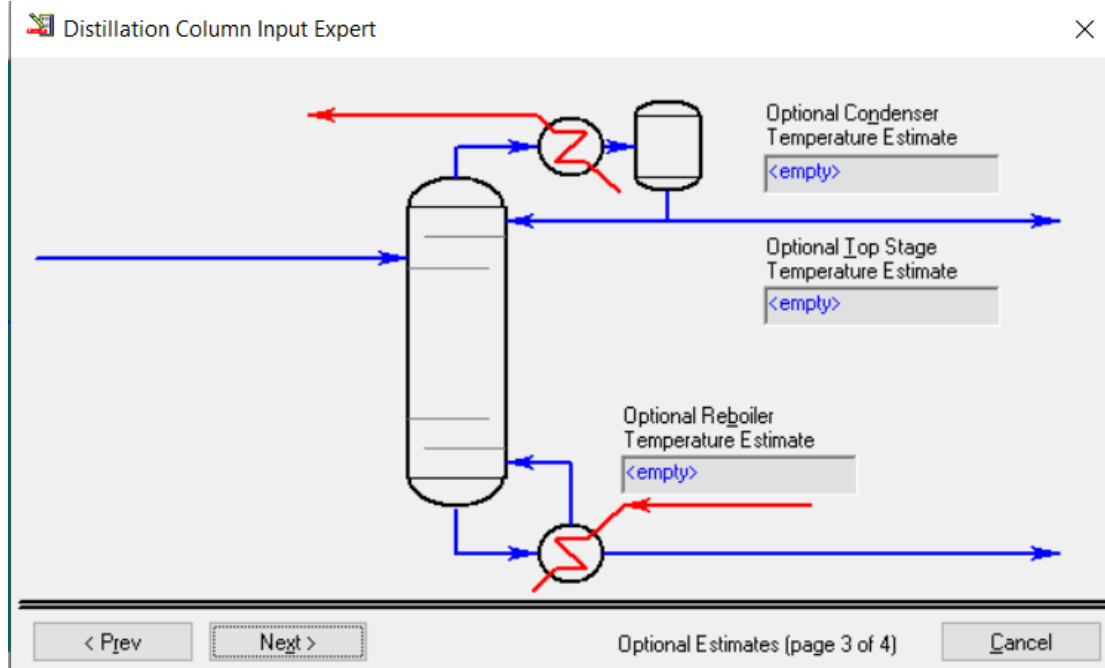 Distillation Column Input Expert
Optional Condenser
Temperature Estimate
<empty>
Optional Top Stage
Temperature Estimate
<empty>
Optional Reboiler
Temperature Estimate
<empty>
< Prev
Next >
Optional Estimates (page 3 of 4)
Cancel